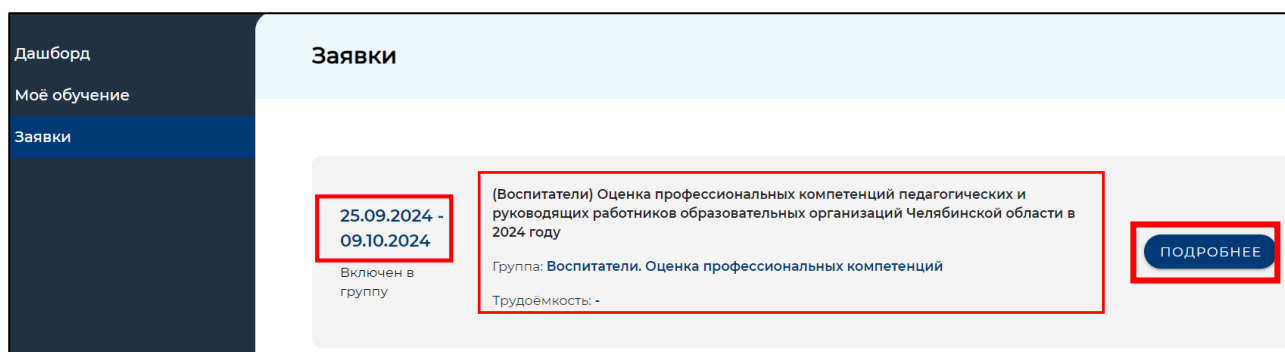 Дашборд
Моё обучение
Заявки
Заявки
25.09.2024 -
09.10.2024
Включен в
группу
(Воспитатели) Оценка профессиональных компетенций педагогических и
руководящих работников образовательных организаций Челябинской области в
2024 году
Группа: Воспитатели. Оценка профессиональных компетенций
Трудоёмкость: -
ПОДРОБНЕЕ